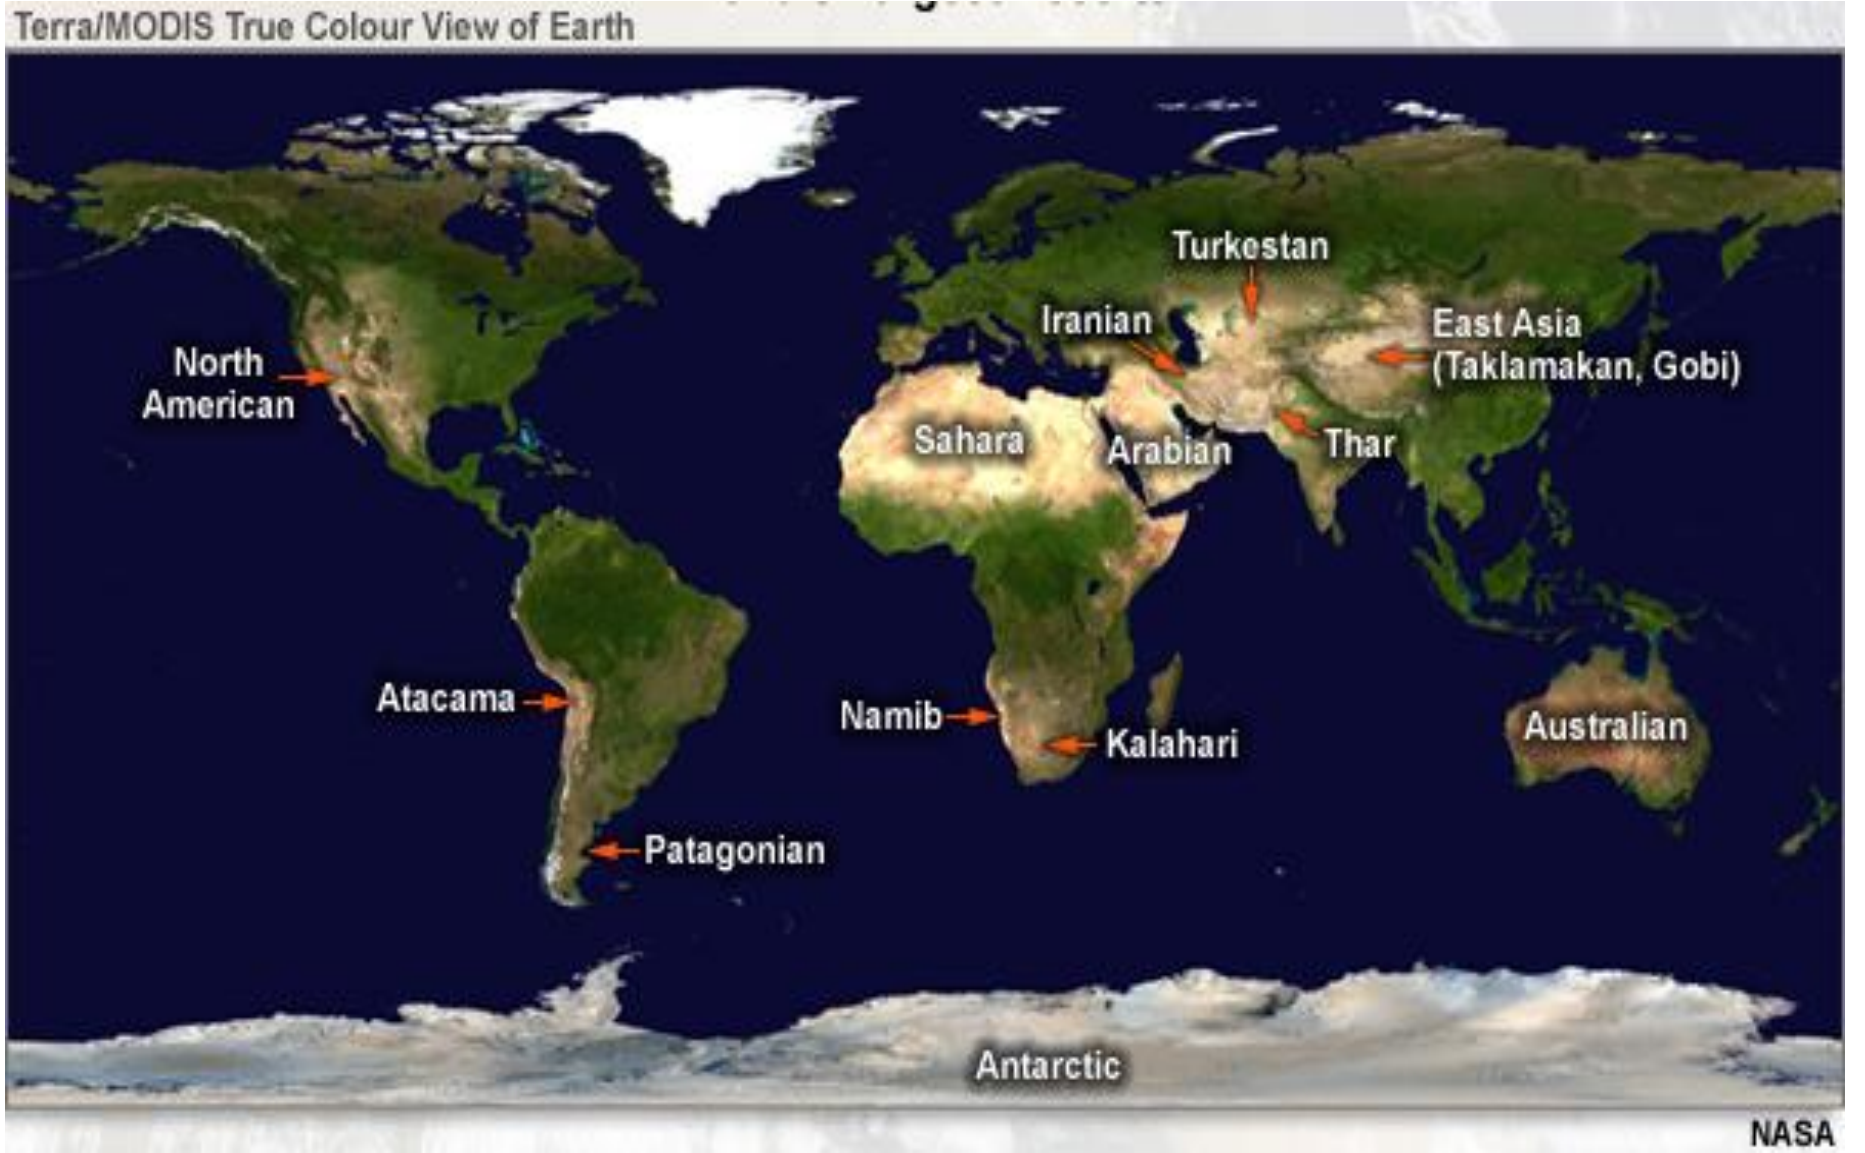 Terra/MODIS True Colour View of Earth
Turkestan
Iranian
East Asia
(Taklamakan, Gobi)
North
American
Sahara
Arabian
Thar
Atacama
Namib
Kalahari
Australian
Patagonian
Antarctic
NASA